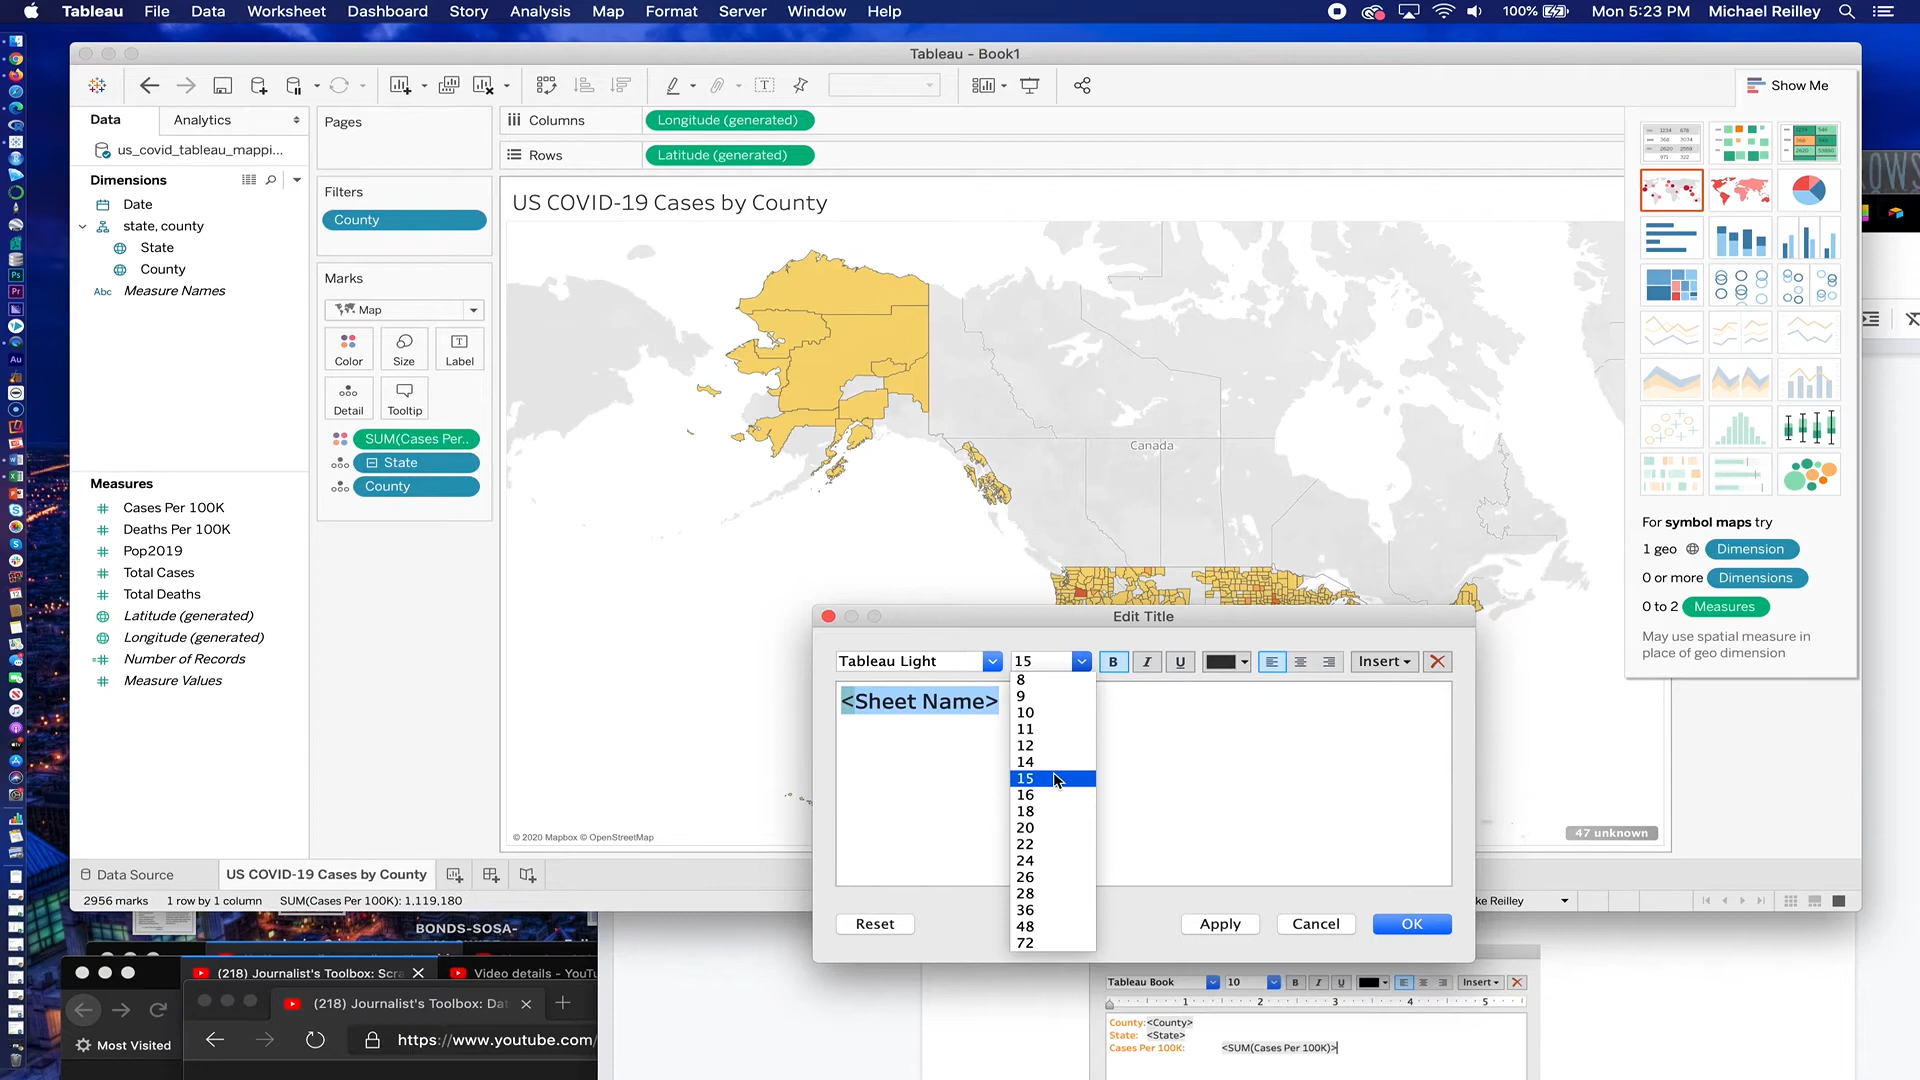 Tableau File Data Worksheet Dashboard Story Analysis Map Format Server Window Help
100% Mon 5:23 PM Michael Reilley
Tableau - Book1
Show Me
Data
Analytics
us_covid_tableau_mappi...
Dimensions
Date
state, county
State
County
Abc Measure Names
Measures
Cases Per 100K
Deaths Per 100K
Pop2019
Total Cases
Total Deaths
Latitude (generated)
Longitude (generated)
Number of Records
Measure Values
Pages
Filters
County
Marks
Map
Color
Size
Label
Detail
Tooltip
SUM(Cases Per..
State
County
Columns
Longitude (generated)
Rows
Latitude (generated)
US COVID-19 Cases by County
Canada
© 2020 Mapbox © OpenStreetMap
47 unknown
For symbol maps try
1 geo Dimension
0 or more Dimensions
0 to 2 Measures
May use spatial measure in
place of geo dimension
Edit Title
Tableau Light
15
B I U
Insert
<Sheet Name>
8
9
10
11
12
14
15
16
18
20
22
24
26
28
36
48
72
Reset
Apply
Cancel
OK
Data Source
US COVID-19 Cases by County
2956 marks 1 row by 1 column SUM(Cases Per 100K): 1,119,180
ke Reilley
BONDS-SOSA-
(218) Journalist's Toolbox: Scra
Video details - YouTu
(218) Journalist's Toolbox: Dat
Most Visited
https://www.youtube.com/
Tableau Book
10
B I U
Insert
1 2 3 4 5
County:<County>
State: <State>
Cases Per 100K: <SUM(Cases Per 100K)>